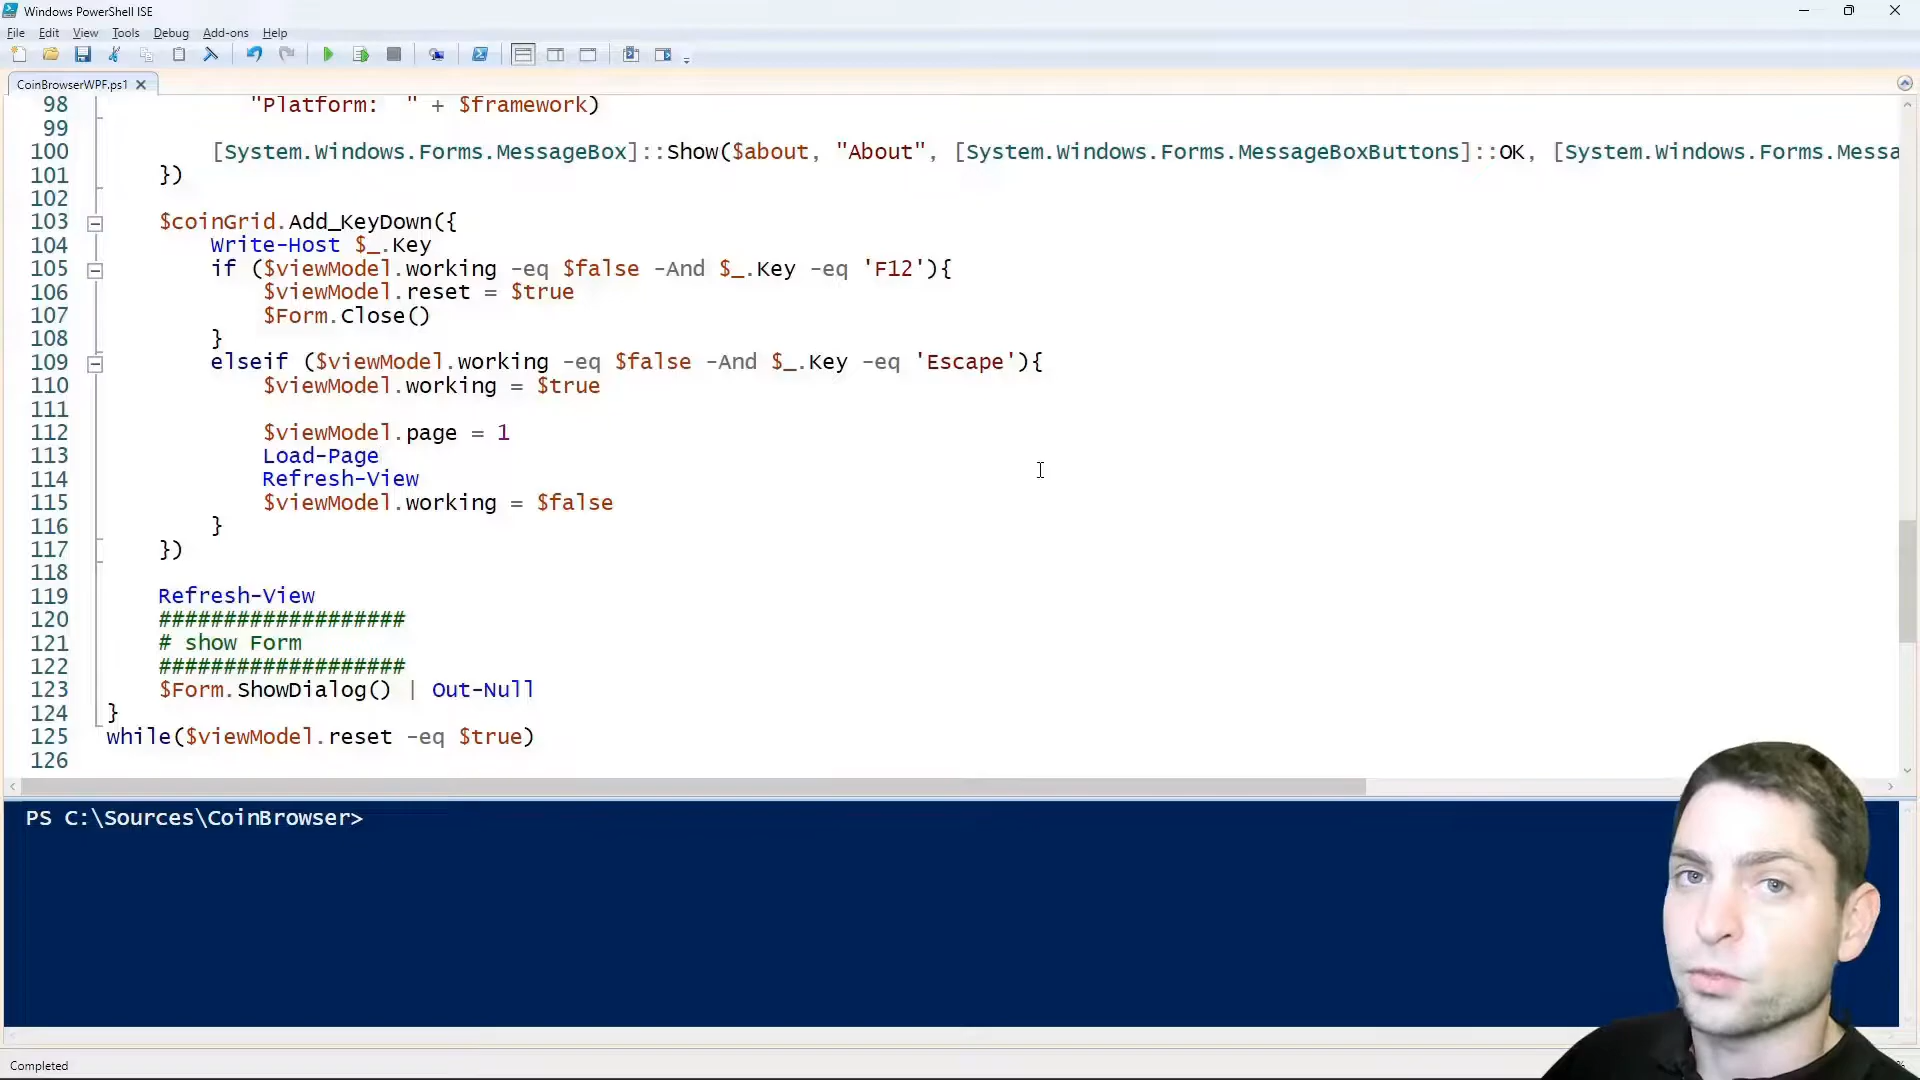 Windows PowerShell ISE
File Edit View Tools Debug Add-ons Help
CoinBrowserWPF.ps1
98 "Platform:  " + $framework)
99
100 [System.Windows.Forms.MessageBox]::Show($about, "About", [System.Windows.Forms.MessageBoxButtons]::OK, [System.Windows.Forms.Messa
101 })
102
103 $coinGrid.Add_KeyDown({
104 Write-Host $_.Key
105 if ($viewModel.working -eq $false -And $_.Key -eq 'F12'){
106 $viewModel.reset = $true
107 $Form.Close()
108 }
109 elseif ($viewModel.working -eq $false -And $_.Key -eq 'Escape'){
110 $viewModel.working = $true
111
112 $viewModel.page = 1
113 Load-Page
114 Refresh-View
115 $viewModel.working = $false
116 }
117 })
118
119 Refresh-View
120 ###################
121 # show Form
122 ###################
123 $Form.ShowDialog() | Out-Null
124 }
125 while($viewModel.reset -eq $true)
126
PS C:\Sources\CoinBrowser>
Completed